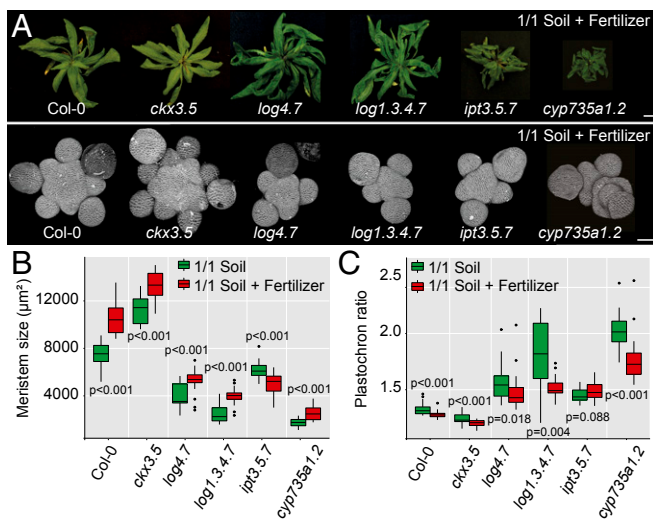 A
1/1 Soil + Fertilizer
Col-0 ckx3.5 log4.7 log1.3.4.7 ipt3.5.7 cyp735a1.2
1/1 Soil + Fertilizer
Col-0 ckx3.5 log4.7 log1.3.4.7 ipt3.5.7 cyp735a1.2
B
1/1 Soil
1/1 Soil + Fertilizer
Meristem size (µm²)
12000
8000
4000
p<0.001
p<0.001
p<0.001
p<0.001
p<0.001
p<0.001
Col-0 ckx3.5 log4.7 log1.3.4.7 ipt3.5.7 cyp735a1.2
C
1/1 Soil
1/1 Soil + Fertilizer
Plastochron ratio
2.5
2.0
1.5
p<0.001
p<0.001
p=0.018
p=0.004
p=0.088
p<0.001
Col-0 ckx3.5 log4.7 log1.3.4.7 ipt3.5.7 cyp735a1.2